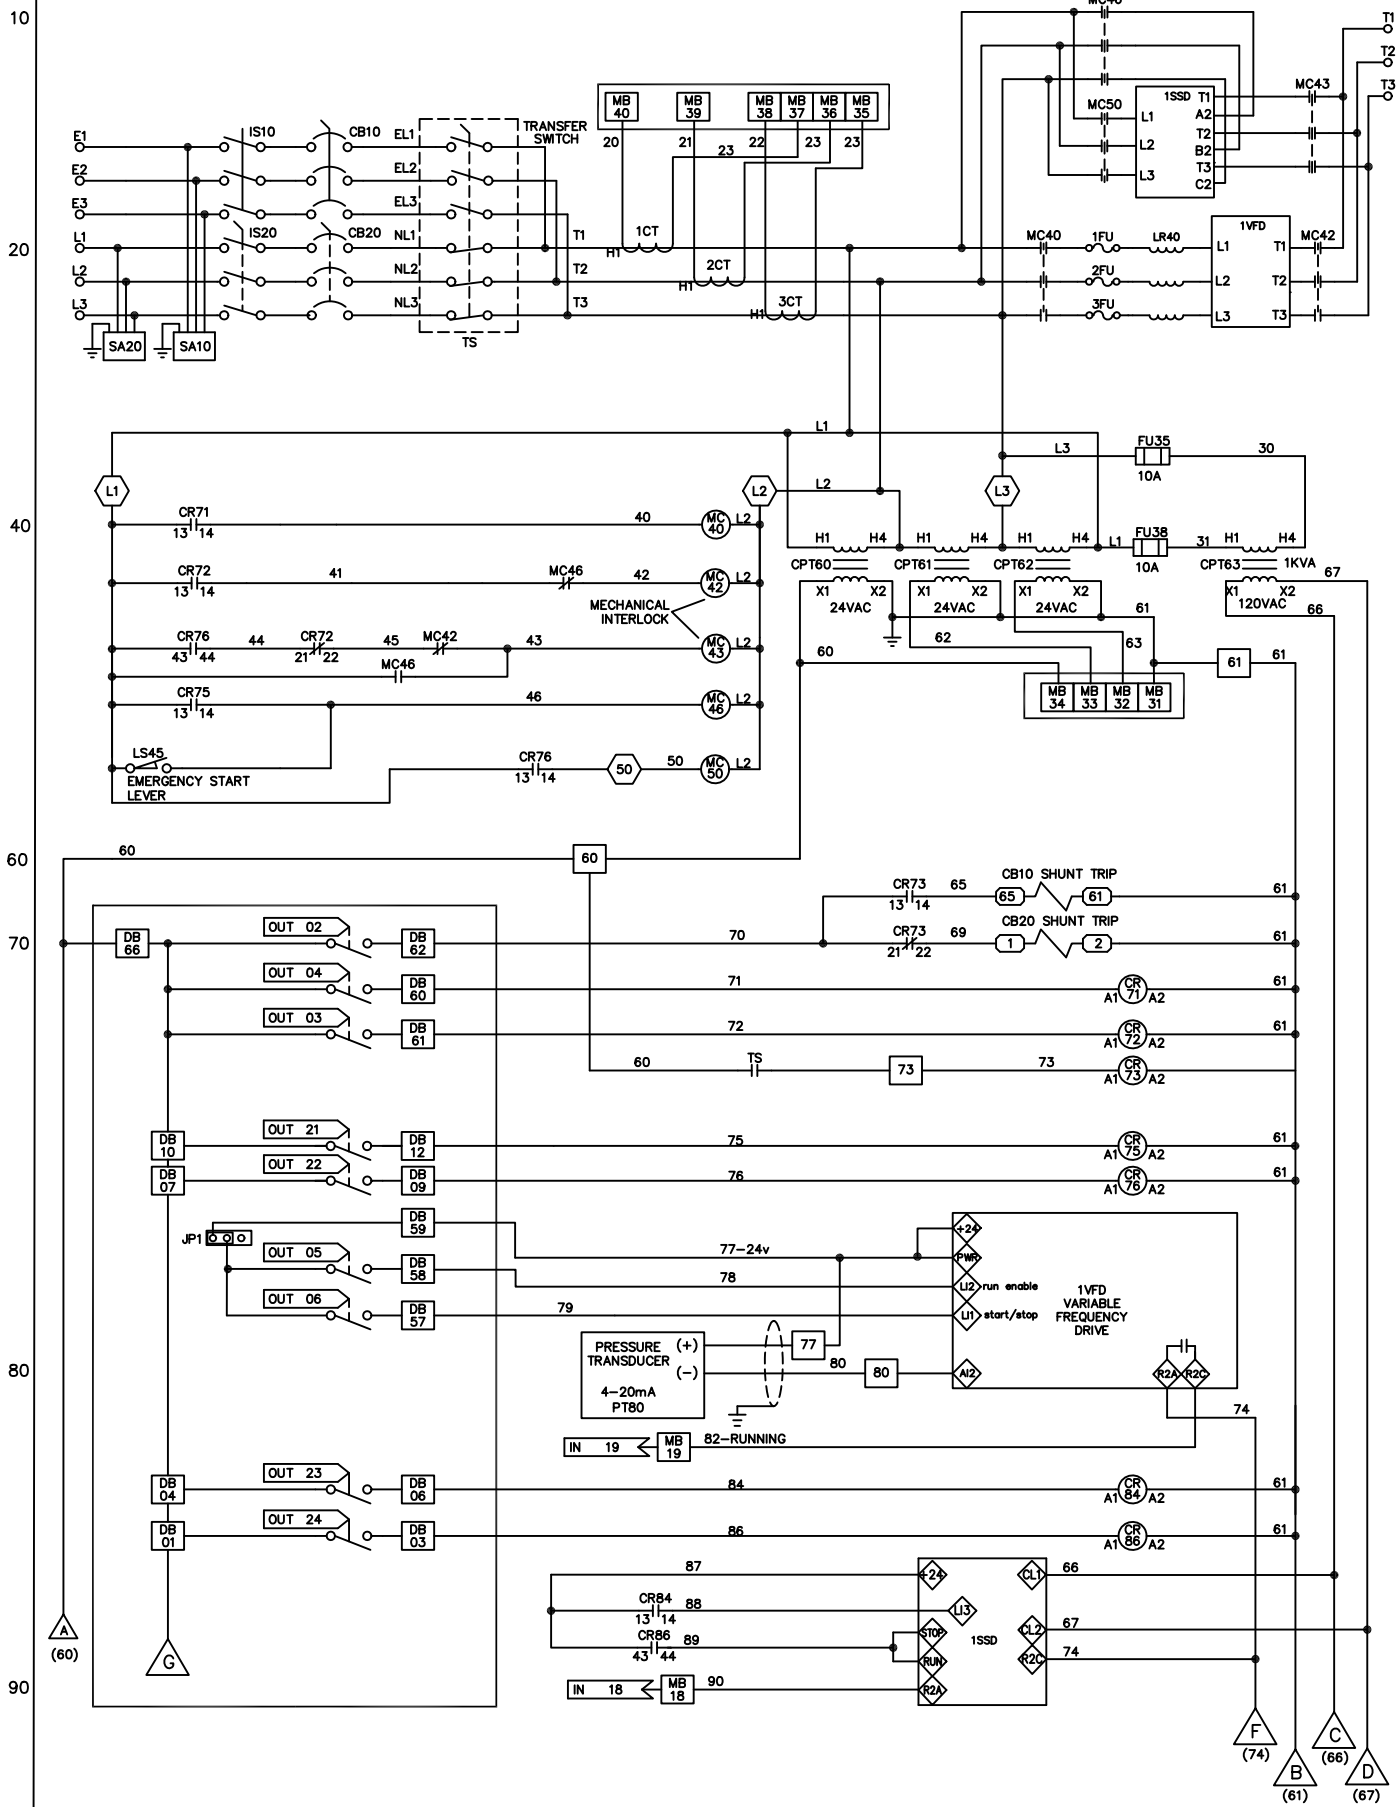 10
MC46
T1
T2
T3
MC43
1SSD
T1
A2
T2
B2
T3
C2
L1
L2
L3
MC50
MB 40
MB 39
MB 38
MB 37
MB 36
MB 35
20
21
22
23
23
23
E1
E2
E3
L1
L2
L3
IS10
CB10
EL1
EL2
EL3
TRANSFER
SWITCH
20
IS20
CB20
NL1
NL2
NL3
T1
T2
T3
TS
H1
1CT
H1
2CT
H1
3CT
SA20
SA10
MC40
1FU
2FU
3FU
LR40
1VFD
L1
L2
L3
T1
T2
T3
MC42
L1
L3
FU35
10A
30
L1
L2
L2
L3
40
CR71
13 14
40
MC 40
L2
H1 H4
H1 H4
H1 H4
L1
FU38
10A
31
H1 H4
CPT60
CPT61
CPT62
CPT63
1KVA
X1 X2
X1 X2
X1 X2
X1 X2
24VAC
24VAC
24VAC
120VAC
67
66
CR72
13 14
41
MC46
42
MC 42
L2
MECHANICAL
INTERLOCK
61
62
63
60
61
61
CR76
43 44
44
CR72
21 22
45
MC42
43
MC 43
L2
MC46
MB 34
MB 33
MB 32
MB 31
CR75
13 14
46
MC 46
L2
LS45
EMERGENCY START
LEVER
CR76
13 14
50
50
MC 50
L2
60
60
60
CR73
13 14
65
CB10 SHUNT TRIP
65
61
61
70
DB 66
OUT 02
DB 62
70
CR73
21 22
69
CB20 SHUNT TRIP
1
2
61
OUT 04
DB 60
71
A1 CR 71 A2
61
OUT 03
DB 61
72
A1 CR 72 A2
61
60
TS
73
73
A1 CR 73 A2
DB 10
OUT 21
DB 12
75
A1 CR 75 A2
61
DB 07
OUT 22
DB 09
76
A1 CR 76 A2
61
JP1
DB 59
77-24v
+24
PWR
OUT 05
DB 58
78
LI2 run enable
OUT 06
DB 57
79
LI1 start/stop
1VFD
VARIABLE
FREQUENCY
DRIVE
80
PRESSURE (+)
TRANSDUCER
(-)
4-20mA
PT80
77
80
80
AI2
R2A
R2C
74
IN 19
MB 19
82-RUNNING
DB 04
OUT 23
DB 06
84
A1 CR 84 A2
61
DB 01
OUT 24
DB 03
86
A1 CR 86 A2
61
87
+24
CL1
66
CR84
13 14
88
LI3
CR86
43 44
89
STOP
RUN
1SSD
CL2
67
R2C
74
A
(60)
G
90
IN 18
MB 18
90
R2A
F
(74)
C
(66)
B
(61)
D
(67)